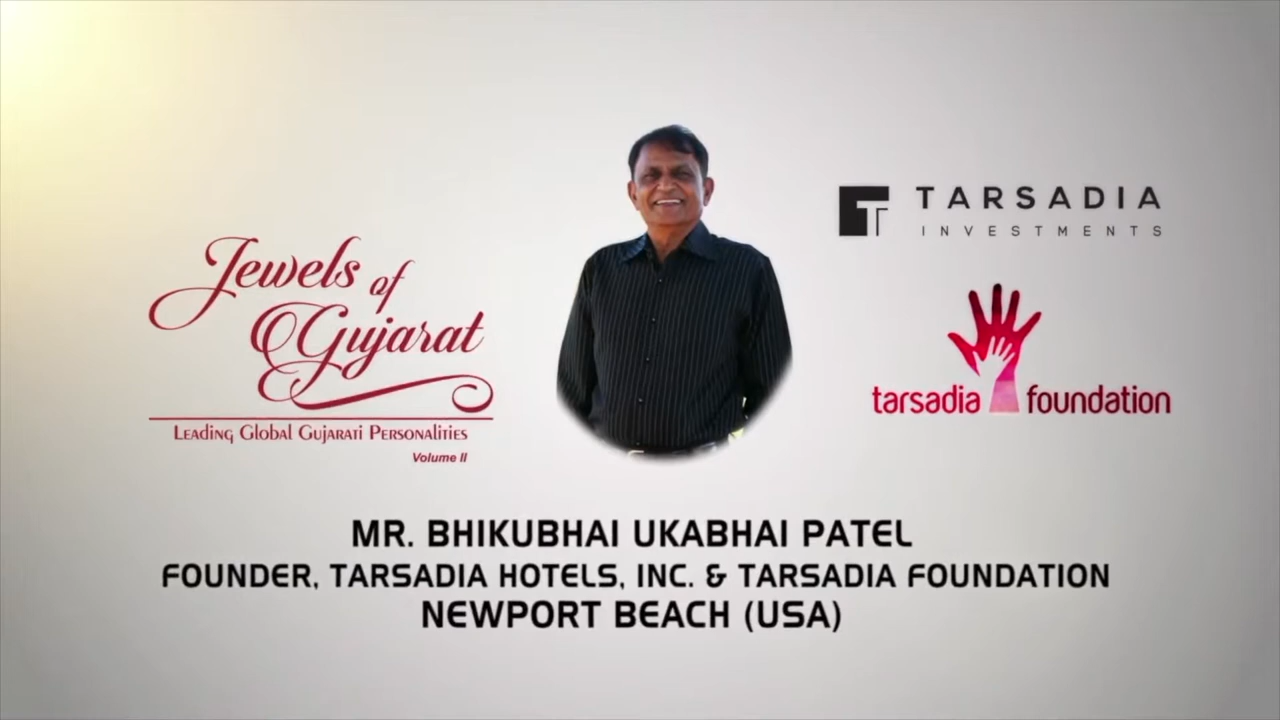 Jewels of
Gujarat
Leading Global Gujarati Personalities
Volume II
TARSADIA
INVESTMENTS
tarsadia foundation
MR. BHIKUBHAI UKABHAI PATEL
FOUNDER, TARSADIA HOTELS, INC. & TARSADIA FOUNDATION
NEWPORT BEACH (USA)